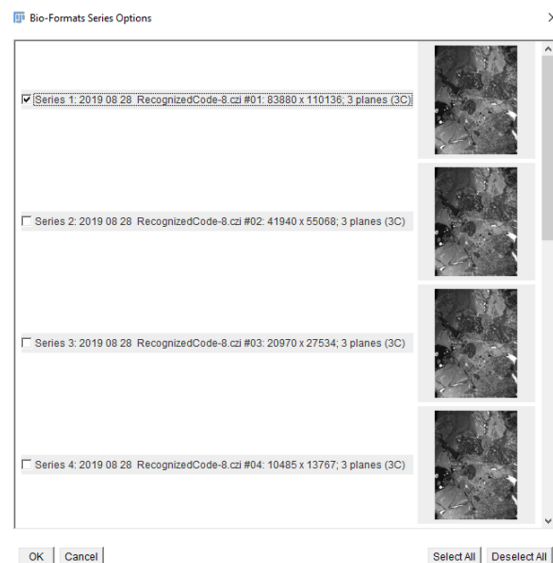 Bio-Formats Series Options
Series 1: 2019 08 28 RecognizedCode-8.czi #01: 83880 x 110136; 3 planes (3C)
Series 2: 2019 08 28 RecognizedCode-8.czi #02: 41940 x 55068; 3 planes (3C)
Series 3: 2019 08 28 RecognizedCode-8.czi #03: 20970 x 27534; 3 planes (3C)
Series 4: 2019 08 28 RecognizedCode-8.czi #04: 10485 x 13767; 3 planes (3C)
OK Cancel Select All Deselect All